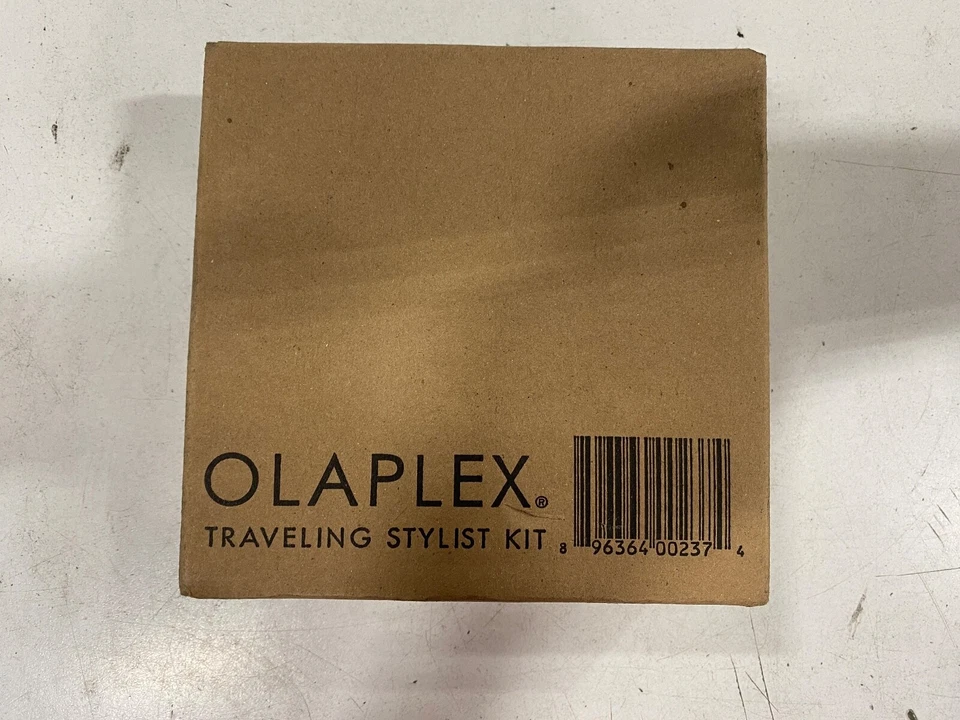 OLAPLEX®
TRAVELING STYLIST KIT
8 96364 00237 4